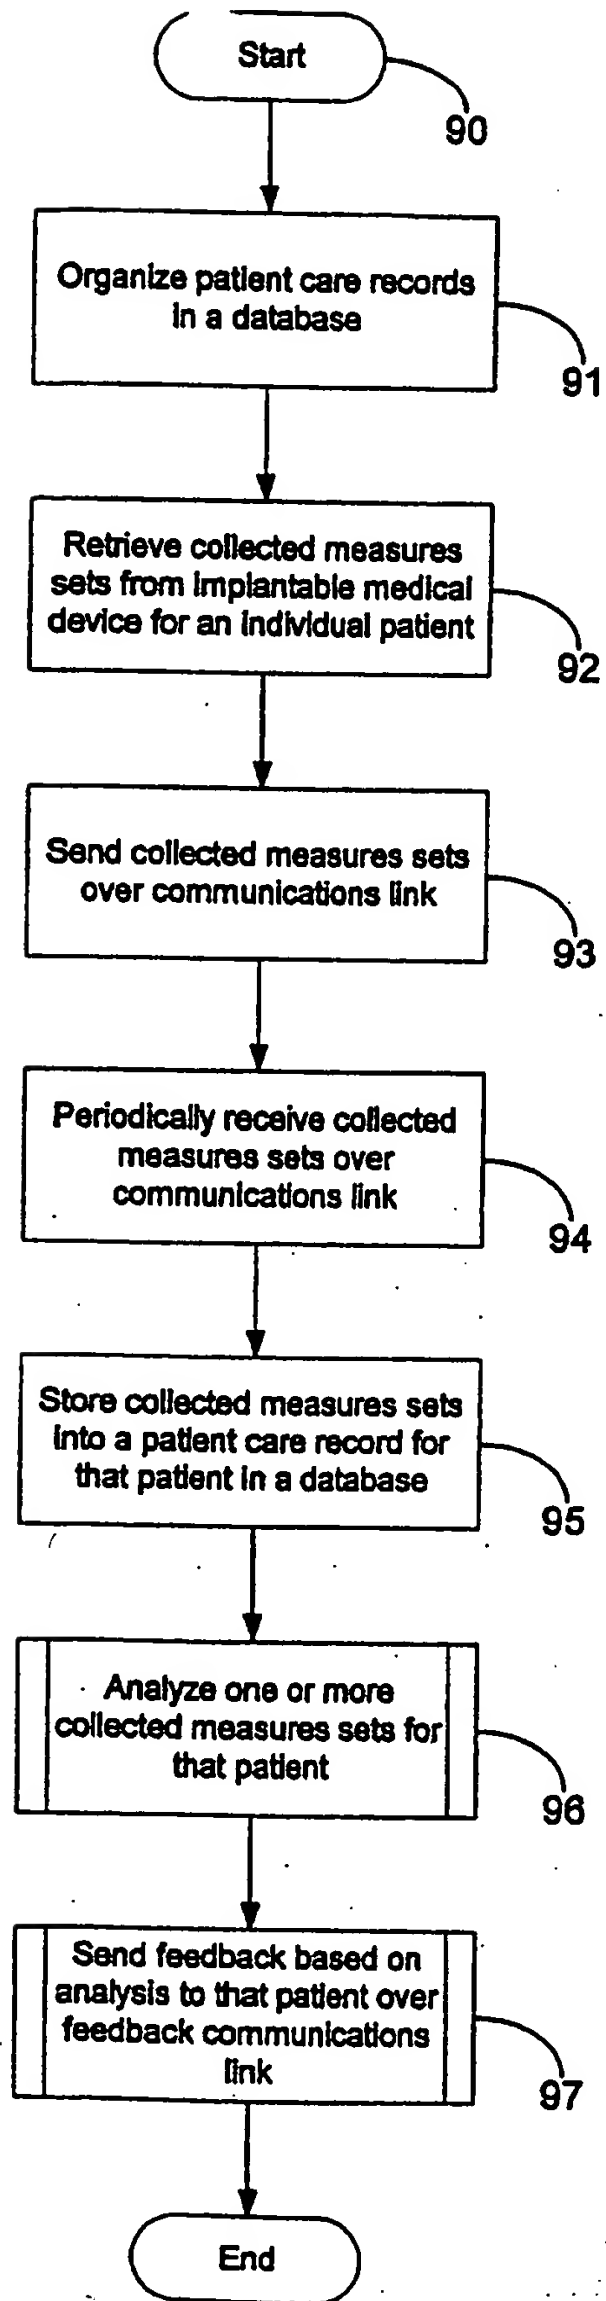 Start
90
Organize patient care records
in a database
91
Retrieve collected measures
sets from implantable medical
device for an individual patient
92
Send collected measures sets
over communications link
93
Periodically receive collected
measures sets over
communications link
94
Store collected measures sets
into a patient care record for
that patient in a database
95
Analyze one or more
collected measures sets for
that patient
96
Send feedback based on
analysis to that patient over
feedback communications
link
97
End